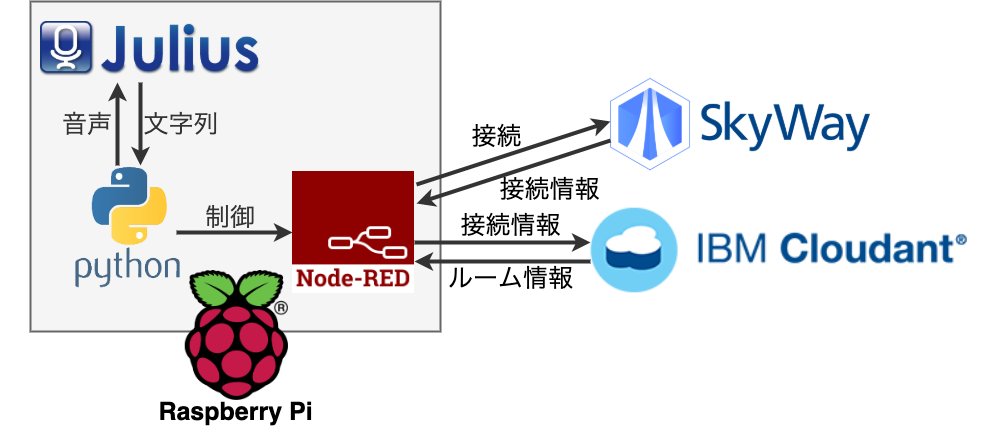 Julius
音声
文字列
接続
SkyWay
python
制御
接続情報
接続情報
Node-RED
ルーム情報
IBM Cloudant®
®
Raspberry Pi